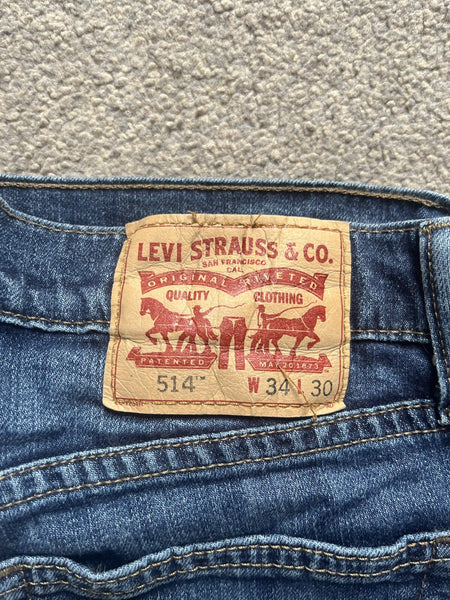 LEVI STRAUSS & CO.
SAN FRANCISCO
CAL.
ORIGINAL RIVETED
QUALITY CLOTHING
PATENTED MAY 20 1873
514™ W 34 L 30